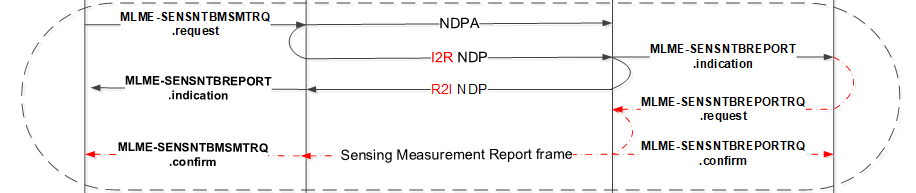 MLME-SENSNTBMSMTRQ
.request
NDPA
I2R NDP
MLME-SENSNTBREPORT
.indication
MLME-SENSNTBREPORT
.indication
R2I NDP
MLME-SENSNTBREPORTRQ
.request
MLME-SENSNTBMSMTRQ
.confirm
Sensing Measurement Report frame
MLME-SENSNTBREPORTRQ
.confirm